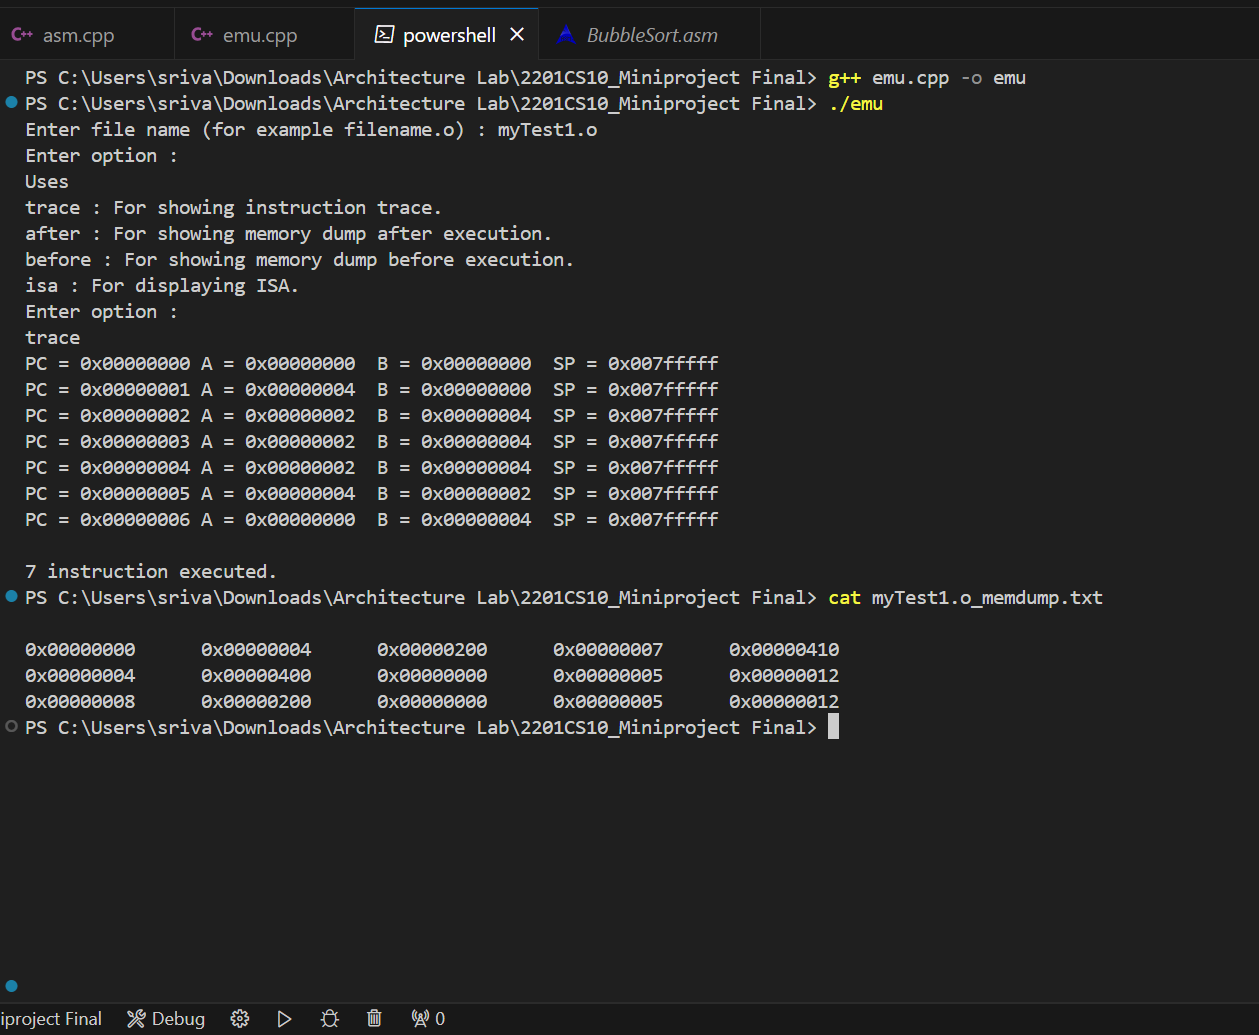 C++ asm.cpp C++ emu.cpp powershell BubbleSort.asm
PS C:\Users\sriva\Downloads\Architecture Lab\2201CS10_Miniproject Final> g++ emu.cpp -o emu
PS C:\Users\sriva\Downloads\Architecture Lab\2201CS10_Miniproject Final> ./emu
Enter file name (for example filename.o) : myTest1.o
Enter option :
Uses
trace : For showing instruction trace.
after : For showing memory dump after execution.
before : For showing memory dump before execution.
isa : For displaying ISA.
Enter option :
trace
PC = 0x00000000 A = 0x00000000  B = 0x00000000  SP = 0x007fffff
PC = 0x00000001 A = 0x00000004  B = 0x00000000  SP = 0x007fffff
PC = 0x00000002 A = 0x00000002  B = 0x00000004  SP = 0x007fffff
PC = 0x00000003 A = 0x00000002  B = 0x00000004  SP = 0x007fffff
PC = 0x00000004 A = 0x00000002  B = 0x00000004  SP = 0x007fffff
PC = 0x00000005 A = 0x00000004  B = 0x00000002  SP = 0x007fffff
PC = 0x00000006 A = 0x00000000  B = 0x00000004  SP = 0x007fffff
7 instruction executed.
PS C:\Users\sriva\Downloads\Architecture Lab\2201CS10_Miniproject Final> cat myTest1.o_memdump.txt
0x00000000      0x00000004      0x00000200      0x00000007      0x00000410
0x00000004      0x00000400      0x00000000      0x00000005      0x00000012
0x00000008      0x00000200      0x00000000      0x00000005      0x00000012
PS C:\Users\sriva\Downloads\Architecture Lab\2201CS10_Miniproject Final>
iproject Final Debug 0